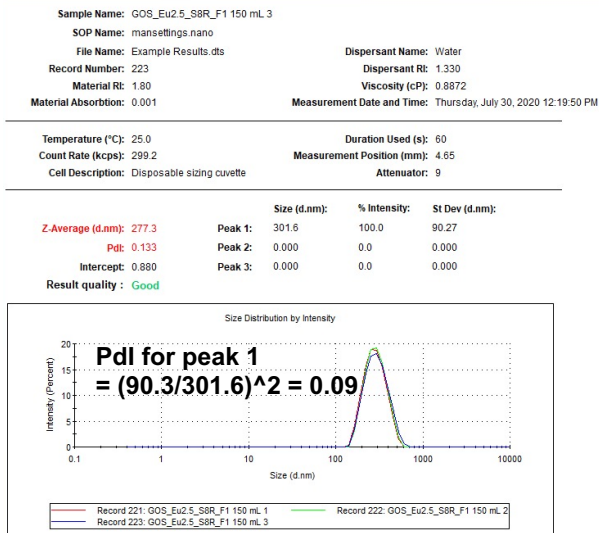 Sample Name: GOS_Eu2.5_S8R_F1 150 mL 3
SOP Name: mansettings.nano
File Name: Example Results.dts Dispersant Name: Water
Record Number: 223 Dispersant RI: 1.330
Material RI: 1.80 Viscosity (cP): 0.8872
Material Absorbtion: 0.001 Measurement Date and Time: Thursday, July 30, 2020 12:19:50 PM
Temperature (°C): 25.0 Duration Used (s): 60
Count Rate (kcps): 299.2 Measurement Position (mm): 4.65
Cell Description: Disposable sizing cuvette Attenuator: 9
Size (d.nm): % Intensity: St Dev (d.nm):
Z-Average (d.nm): 277.3 Peak 1: 301.6 100.0 90.27
PdI: 0.133 Peak 2: 0.000 0.0 0.000
Intercept: 0.880 Peak 3: 0.000 0.0 0.000
Result quality : Good
Size Distribution by Intensity
PdI for peak 1
= (90.3/301.6)^2 = 0.09
Intensity (Percent)
20
15
10
5
0
0.1 1 10 100 1000 10000
Size (d.nm)
Record 221: GOS_Eu2.5_S8R_F1 150 mL 1 Record 222: GOS_Eu2.5_S8R_F1 150 mL 2
Record 223: GOS_Eu2.5_S8R_F1 150 mL 3